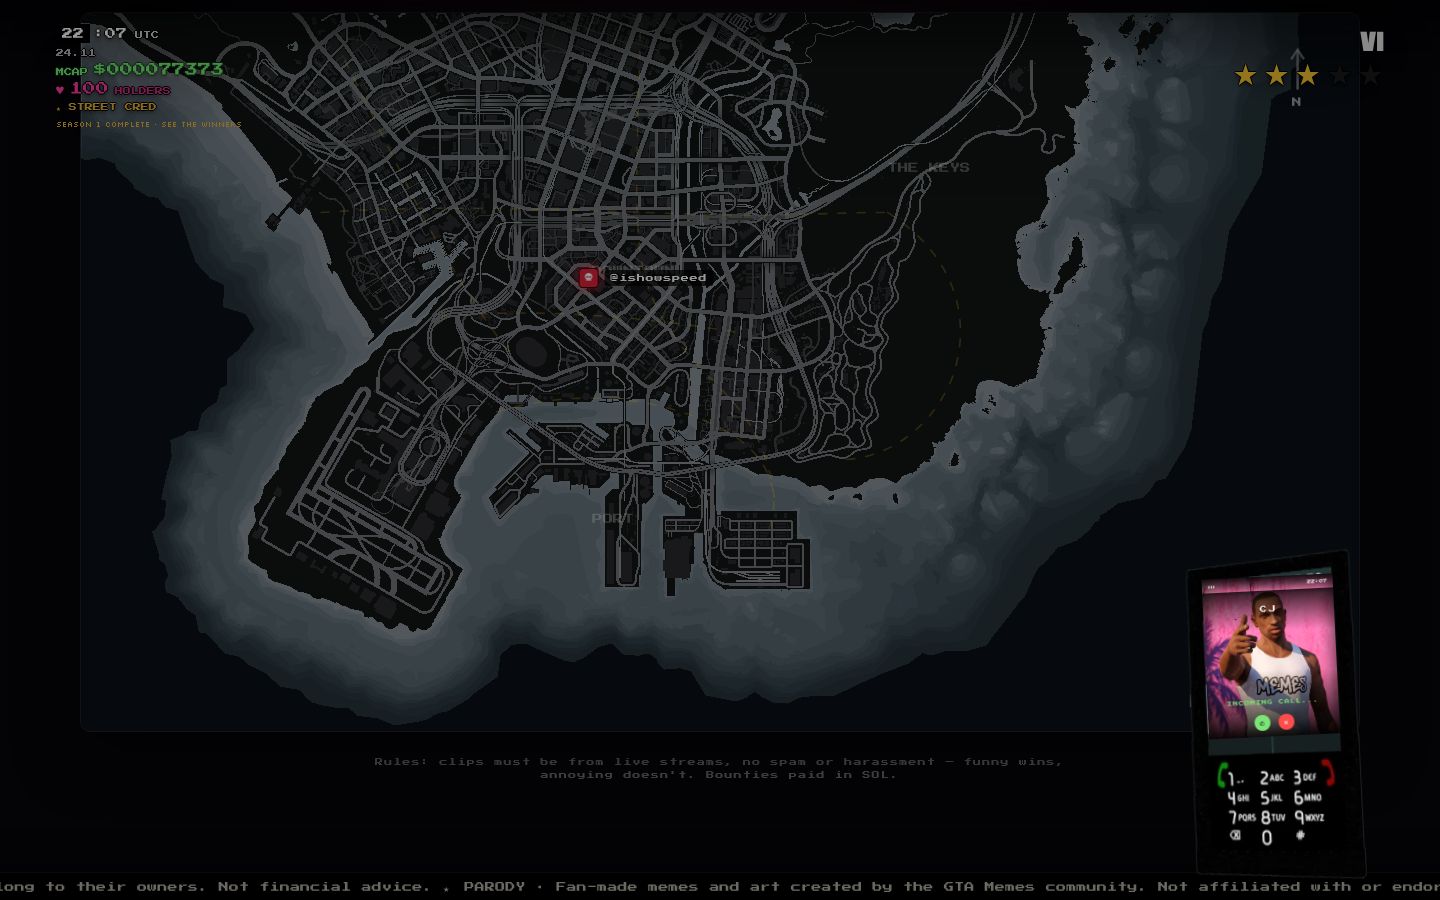 22 :07 UTC
24.11
MCAP $000077373
♥ 100 HOLDERS
★ STREET CRED
SEASON 1 COMPLETE · SEE THE WINNERS
VI
N
THE KEYS
@ishowspeed
PORT
22:07
CJ
MEMES
INCOMING CALL...
1..
2ABC
3DEF
4GHI
5JKL
6MNO
7PQRS
8TUV
9WXYZ
0
#
Rules: clips must be from live streams, no spam or harassment — funny wins,
annoying doesn't. Bounties paid in SOL.
long to their owners. Not financial advice. ★ PARODY · Fan-made memes and art created by the GTA Memes community. Not affiliated with or endor